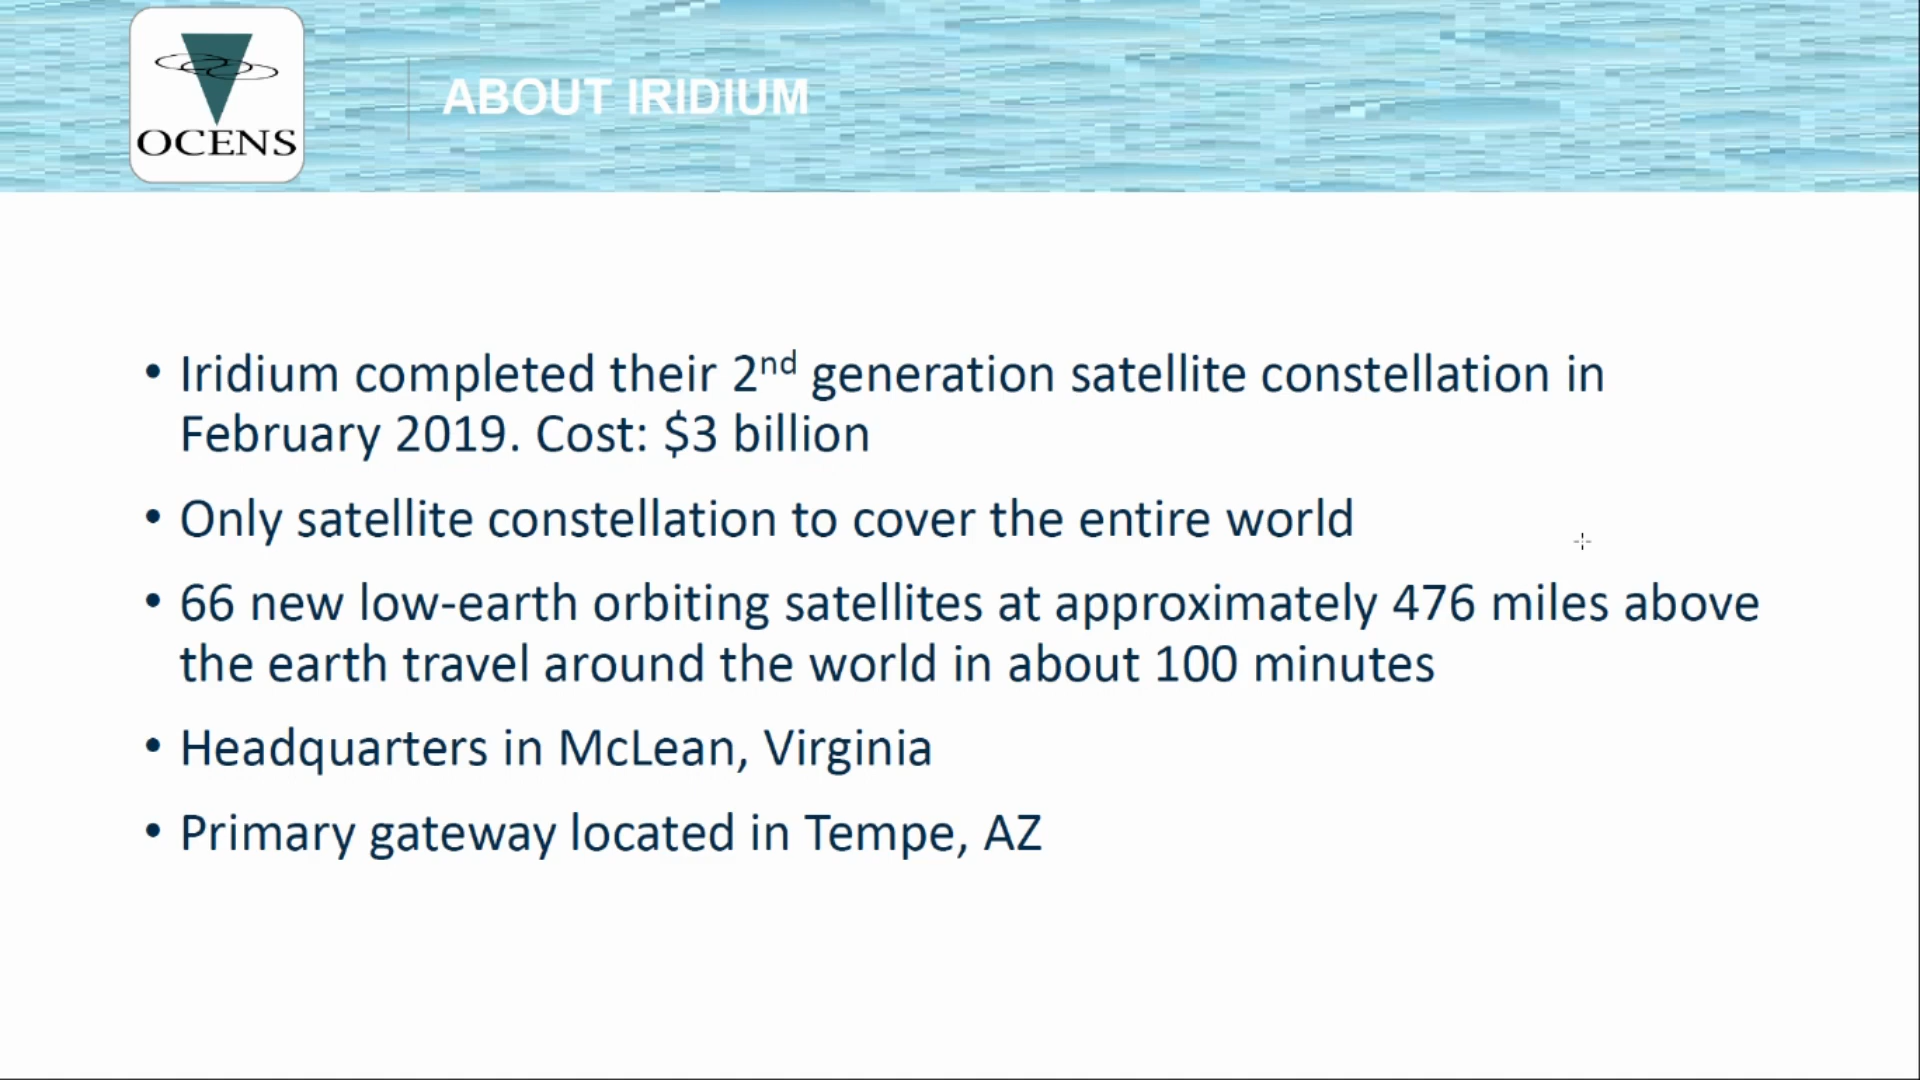 OCENS
ABOUT IRIDIUM
• Iridium completed their 2nd generation satellite constellation in
February 2019. Cost: $3 billion
• Only satellite constellation to cover the entire world
• 66 new low-earth orbiting satellites at approximately 476 miles above
the earth travel around the world in about 100 minutes
• Headquarters in McLean, Virginia
• Primary gateway located in Tempe, AZ